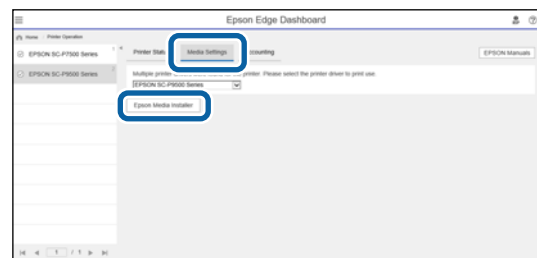 Epson Edge Dashboard
Home / Printer Operation
EPSON SC-P7500 Series
EPSON SC-P9500 Series
Printer Stat
Media Settings
ccounting
EPSON Manuals
Multiple printer the printer. Please select the printer driver to print use.
EPSON SC-P9500 Series
Epson Media Installer
1 / 1